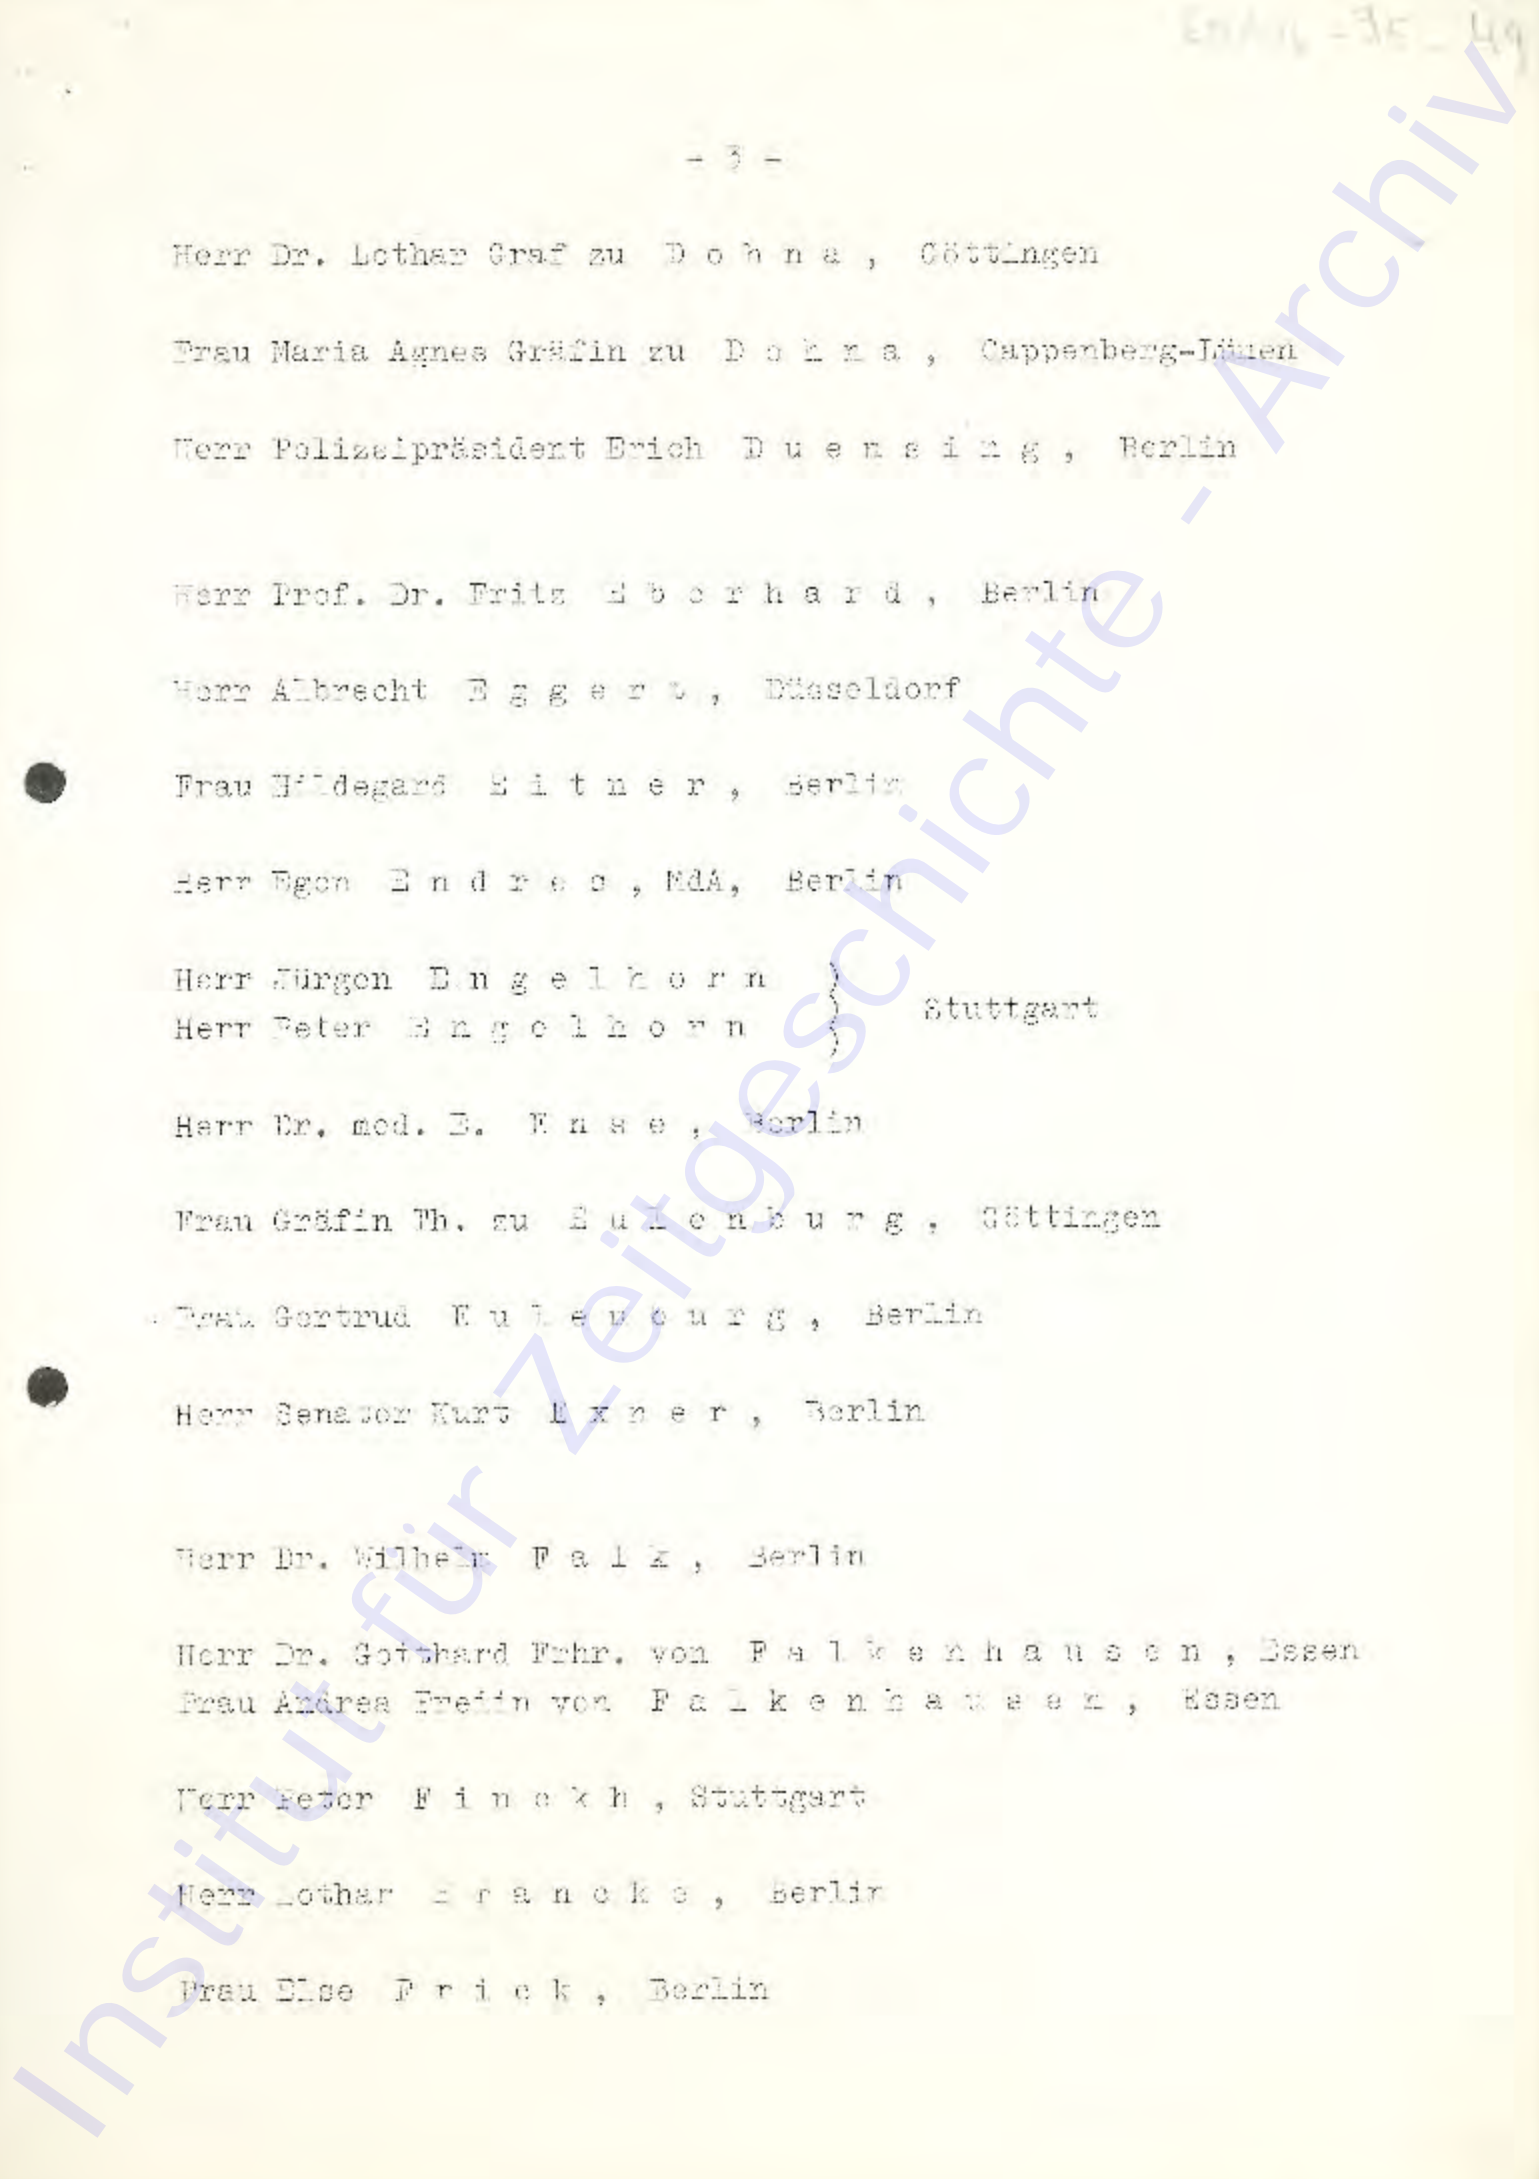 - 3 -
Herr Dr. Lothar Graf zu D o h n a , Göttingen
Frau Maria Agnes Gräfin zu D o h n a , Cappenberg-Lünen
Herr Polizeipräsident Erich D u e n s i n g , Berlin
Herr Prof. Dr. Fritz E b e r h a r d , Berlin
Herr Albrecht E g g e r t , Düsseldorf
Frau Hildegard E i t n e r , Berlin
Herr Egon E n d r e s , MdA, Berlin
Herr Jürgen E n g e l h o r n
Herr Peter E n g e l h o r n
Stuttgart
Herr Dr. med. E. E n s e , Berlin
Frau Gräfin Th. zu E u l e n b u r g , Göttingen
Frau Gertrud E u l e n b u r g , Berlin
Herr Senator Kurt E x n e r , Berlin
Herr Dr. Wilhelm F a l k , Berlin
Herr Dr. Gotthard Frhr. von F a l k e n h a u s e n , Essen
Frau Andrea Freiin von F a l k e n h a u s e n , Essen
Herr Peter F i n c k h , Stuttgart
Herr Lothar F r a n c k e , Berlin
Frau Else F r i c k , Berlin
Institut für Zeitgeschichte - Archiv